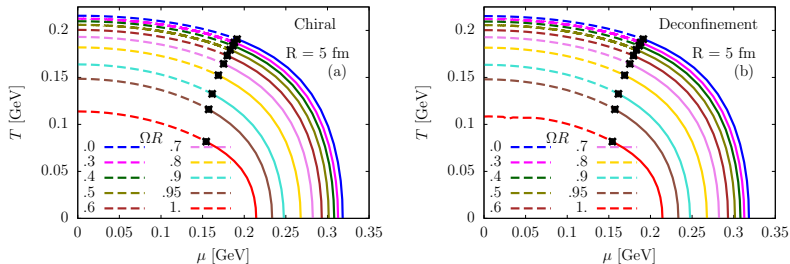 0.2
0.15
0.1
0.05
0
T [GeV]
Chiral
R = 5 fm
(a)
ΩR
.0
.3
.4
.5
.6
.7
.8
.9
.95
1.
0 0.05 0.1 0.15 0.2 0.25 0.3 0.35
μ [GeV]
0.2
0.15
0.1
0.05
0
T [GeV]
Deconfinement
R = 5 fm
(b)
ΩR
.0
.3
.4
.5
.6
.7
.8
.9
.95
1.
0 0.05 0.1 0.15 0.2 0.25 0.3 0.35
μ [GeV]